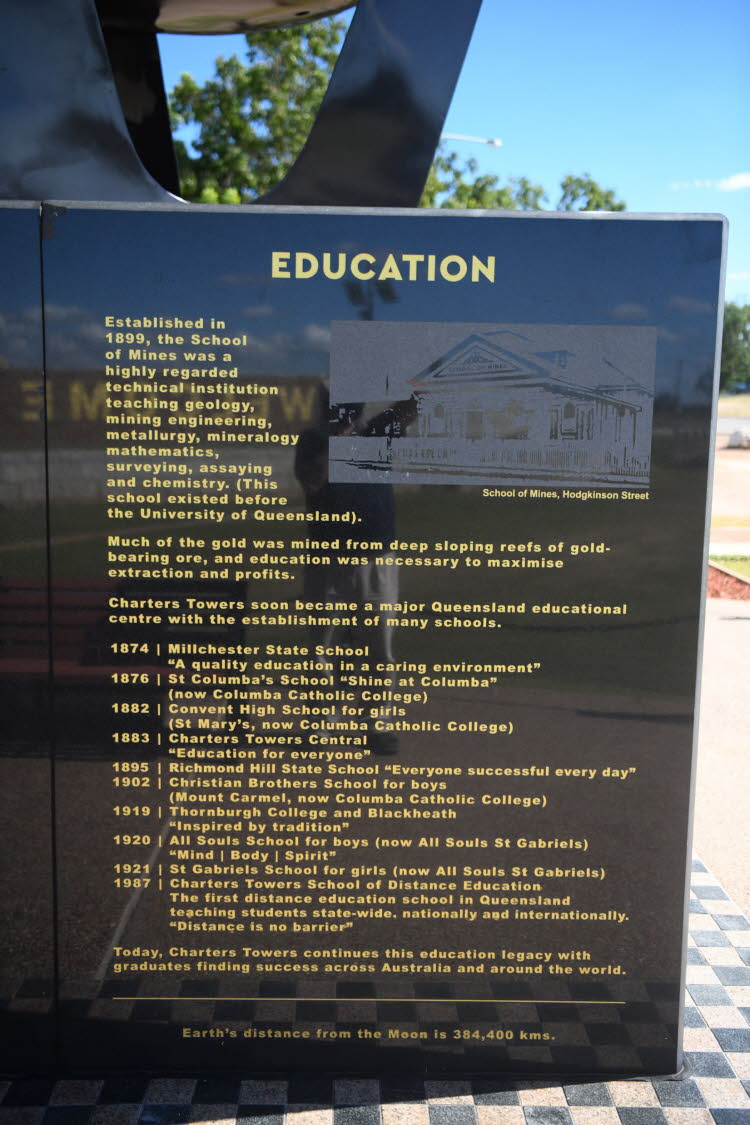 EDUCATION
Established in
1899, the School
of Mines was a
highly regarded
technical institution
teaching geology,
mining engineering,
metallurgy, mineralogy
mathematics,
surveying, assaying
and chemistry. (This
school existed before
the University of Queensland).
SCHOOL OF MINES
School of Mines, Hodgkinson Street
Much of the gold was mined from deep sloping reefs of gold-
bearing ore, and education was necessary to maximise
extraction and profits.
Charters Towers soon became a major Queensland educational
centre with the establishment of many schools.
1874 | Millchester State School
“A quality education in a caring environment”
1876 | St Columba’s School “Shine at Columba”
(now Columba Catholic College)
1882 | Convent High School for girls
(St Mary’s, now Columba Catholic College)
1883 | Charters Towers Central
“Education for everyone”
1895 | Richmond Hill State School “Everyone successful every day”
1902 | Christian Brothers School for boys
(Mount Carmel, now Columba Catholic College)
1919 | Thornburgh College and Blackheath
“Inspired by tradition”
1920 | All Souls School for boys (now All Souls St Gabriels)
“Mind | Body | Spirit”
1921 | St Gabriels School for girls (now All Souls St Gabriels)
1987 | Charters Towers School of Distance Education
The first distance education school in Queensland
teaching students state-wide, nationally and internationally.
“Distance is no barrier”
Today, Charters Towers continues this education legacy with
graduates finding success across Australia and around the world.
Earth’s distance from the Moon is 384,400 kms.